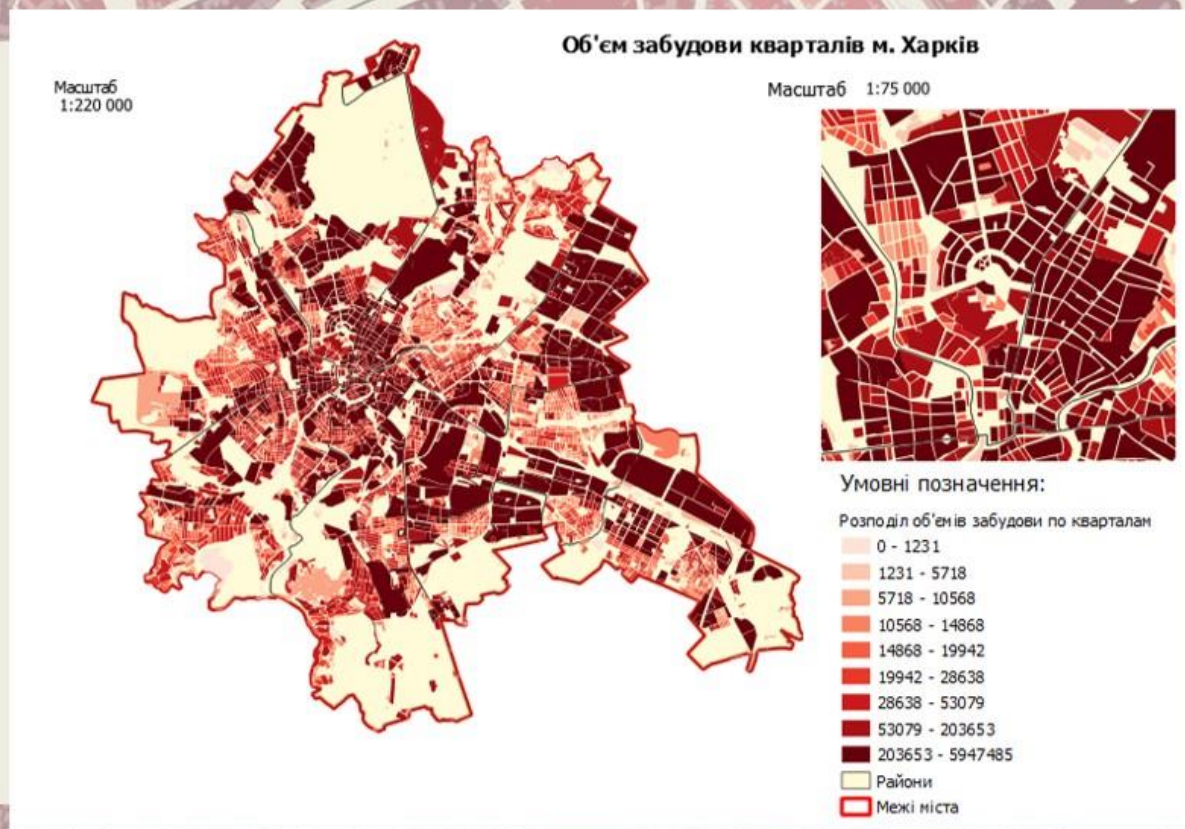 Об'єм забудови кварталів м. Харків
Масштаб
1:220 000
Масштаб 1:75 000
Умовні позначення:
Розподіл об'ємів забудови по кварталам
0 - 1231
1231 - 5718
5718 - 10568
10568 - 14868
14868 - 19942
19942 - 28638
28638 - 53079
53079 - 203653
203653 - 5947485
Райони
Межі міста